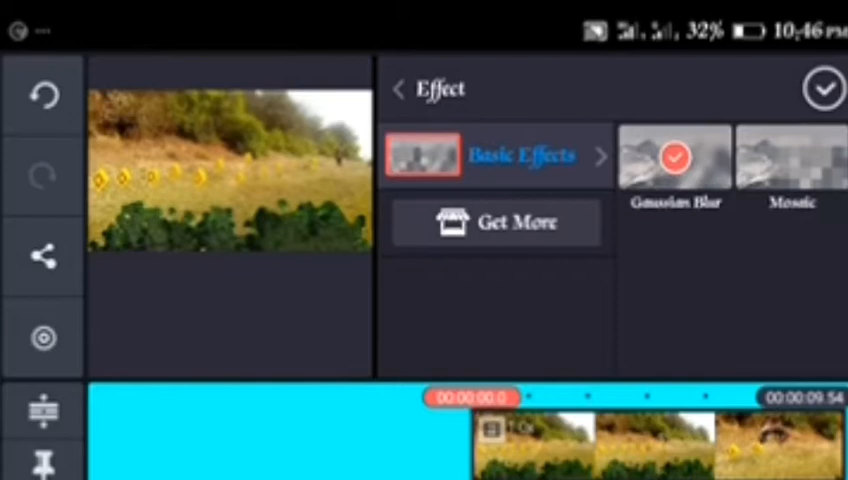 32% 10:46 PM
Effect
Basic Effects
Get More
Gaussian Blur
Mosaic
00:00:00.0
00:00:09.54